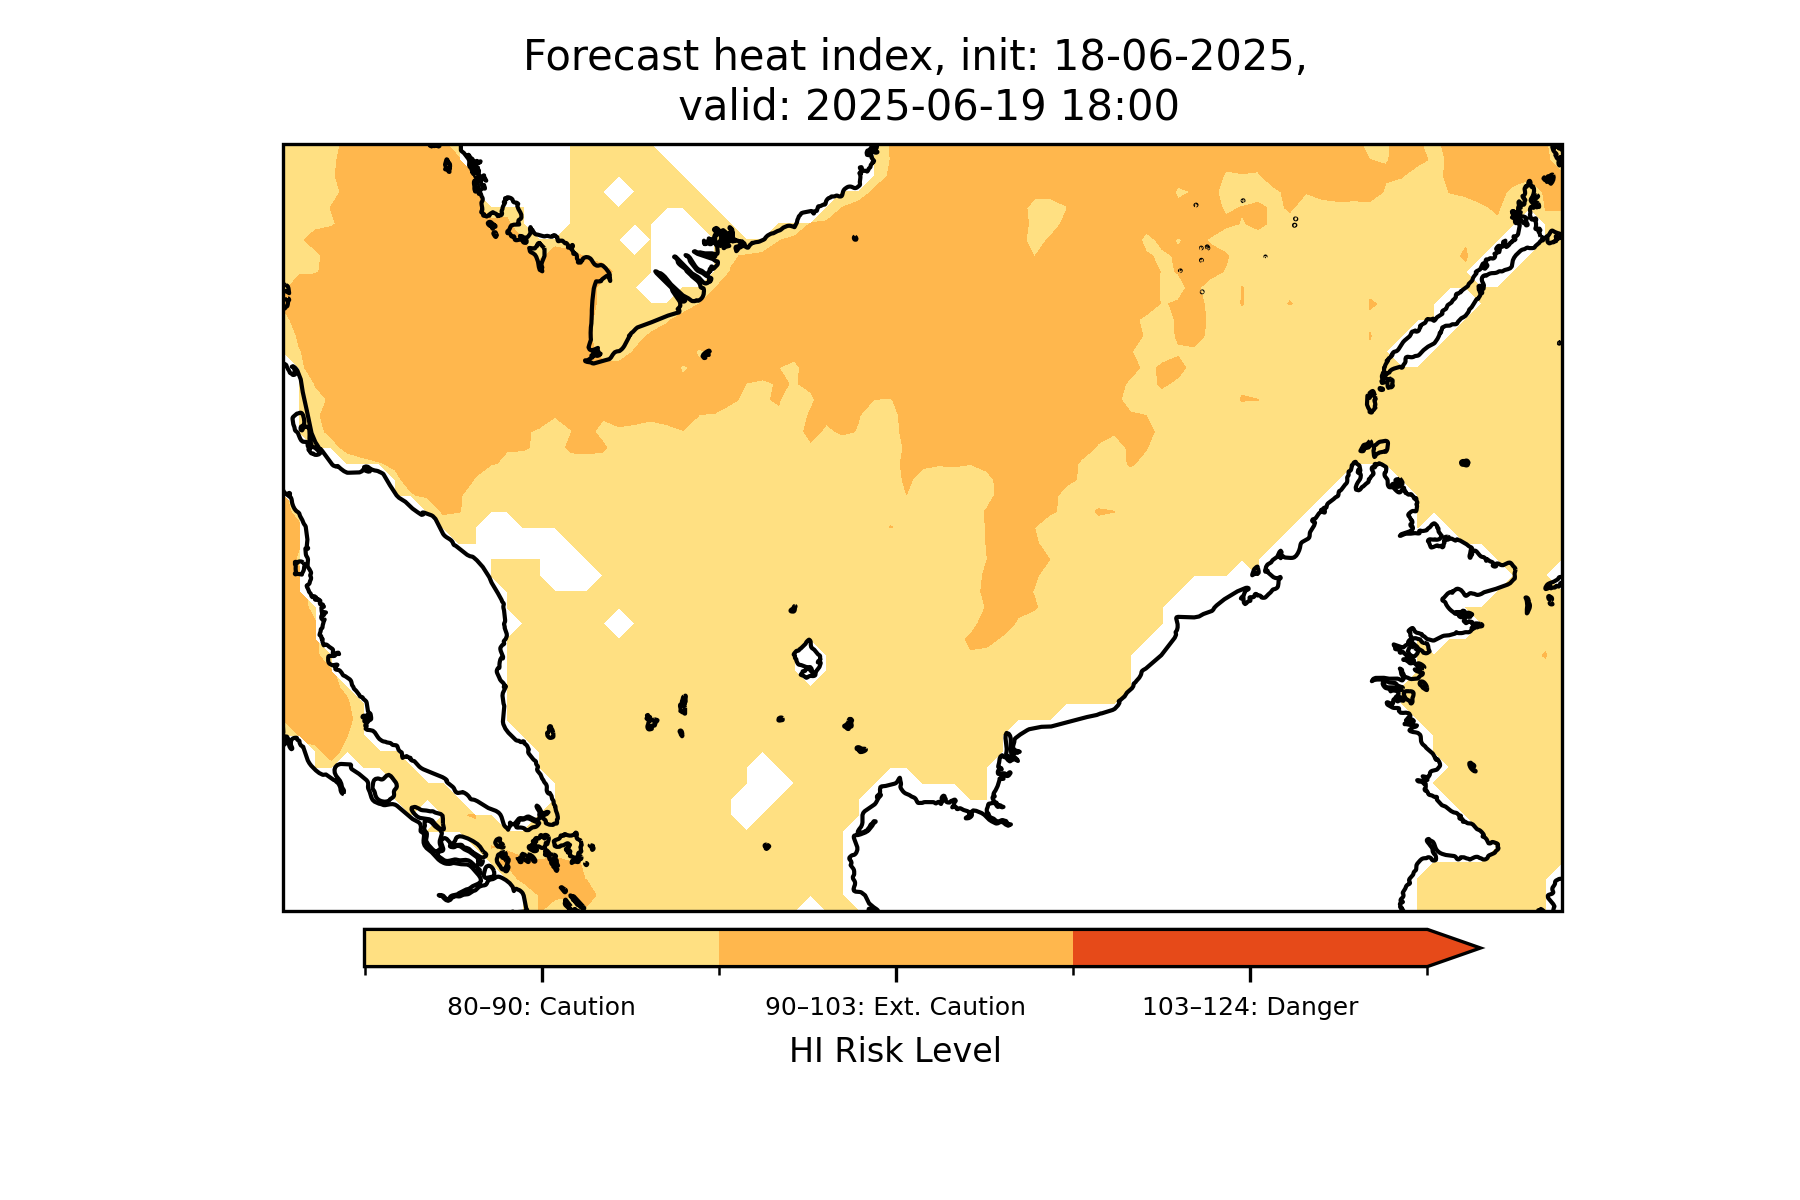 Forecast heat index, init: 18-06-2025,
valid: 2025-06-19 18:00
80–90: Caution
90–103: Ext. Caution
103–124: Danger
HI Risk Level